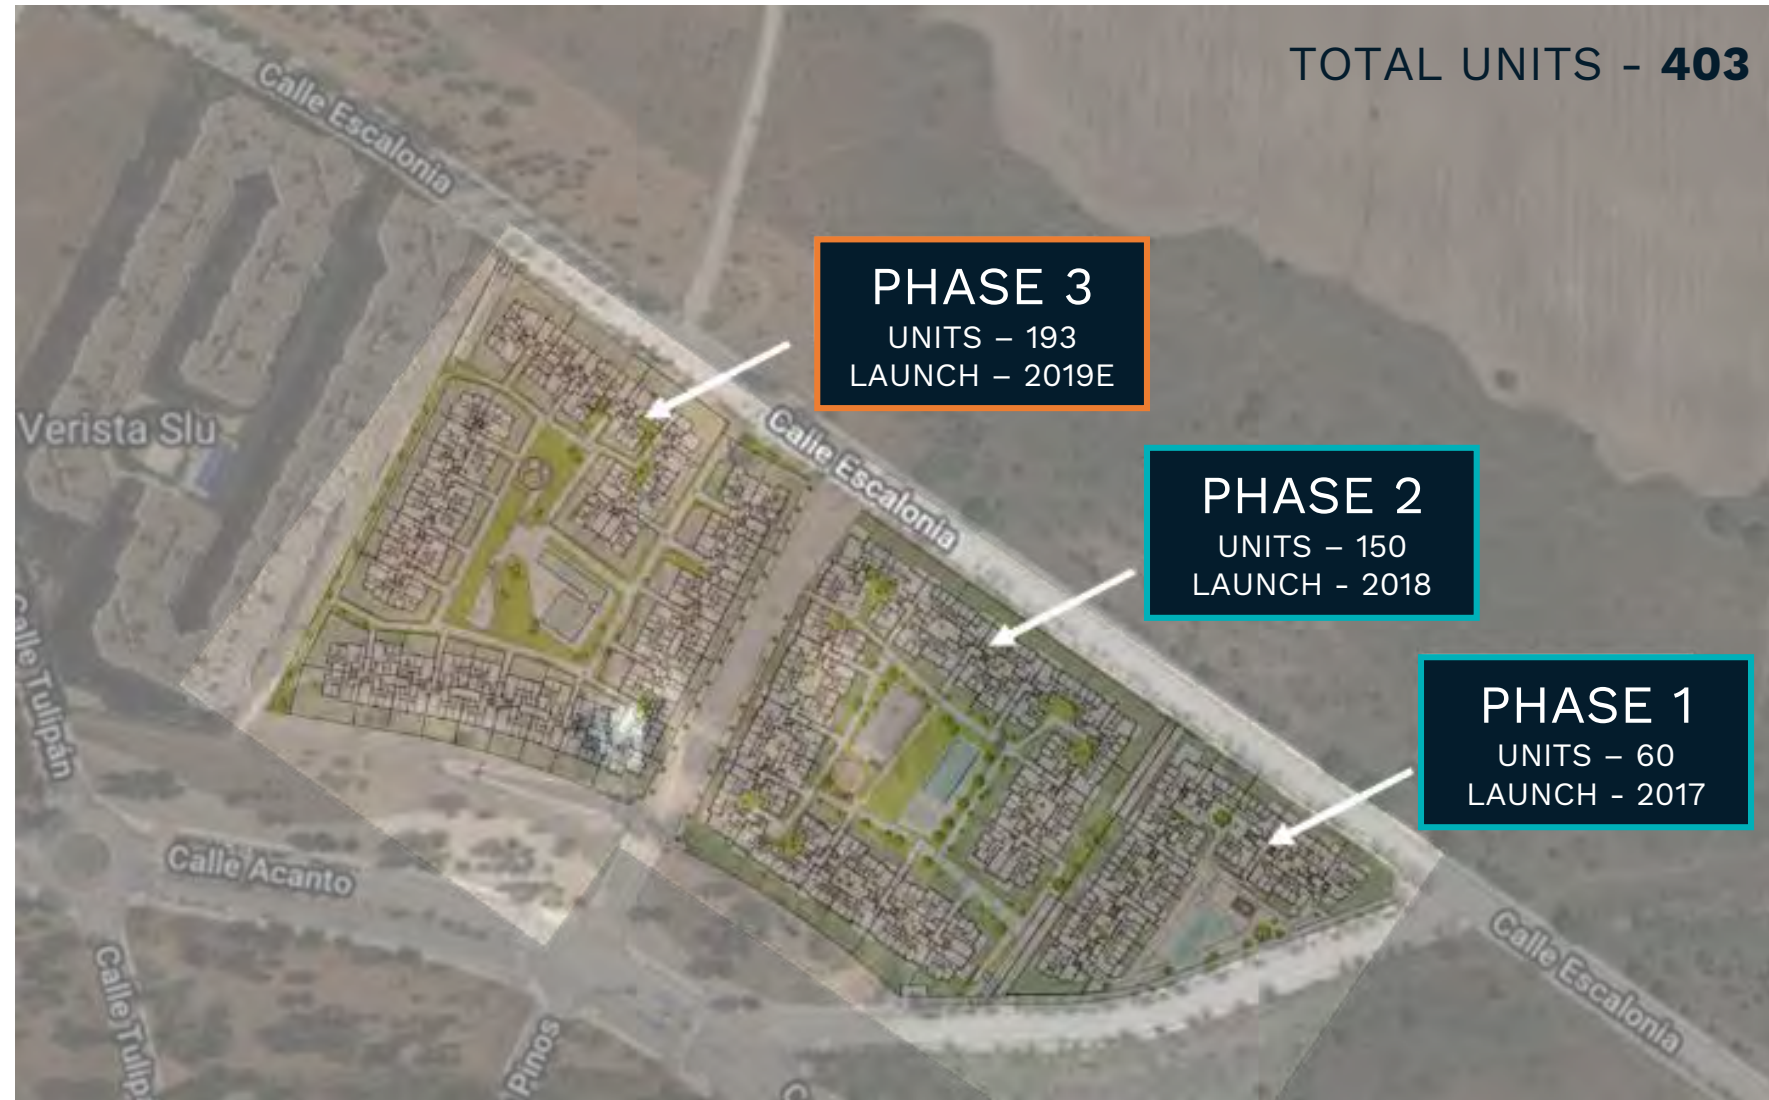 TOTAL UNITS - 403
Calle Escalonia
PHASE 3
UNITS – 193
LAUNCH – 2019E
Verista Slu
Calle Escalonia
PHASE 2
UNITS – 150
LAUNCH - 2018
Calle Tulipán
PHASE 1
UNITS – 60
LAUNCH - 2017
Calle Acanto
Calle Escalonia
Calle Tulip
Pinos